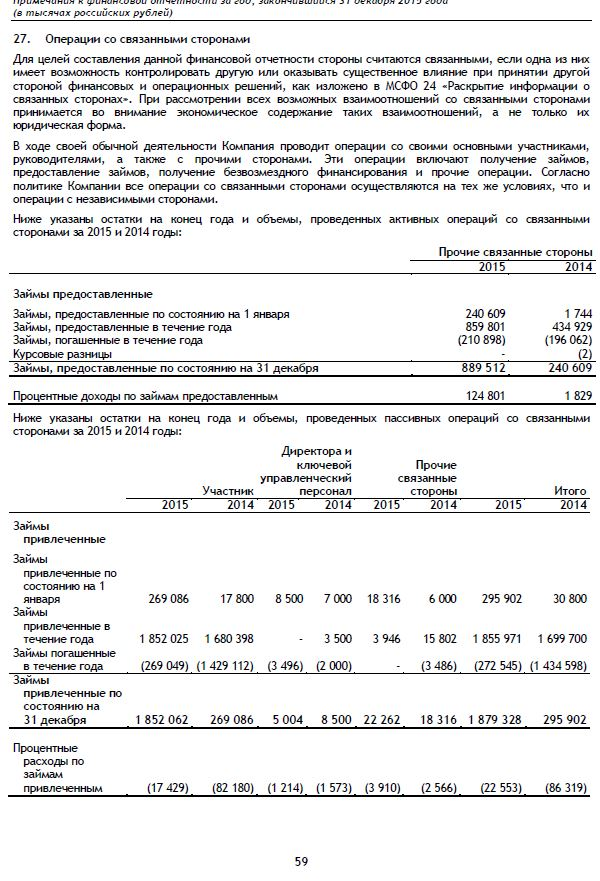 Примечания к финансовой отчетности за год, закончившийся 31 декабря 2015 года
(в тысячах российских рублей)
27. Операции со связанными сторонами
Для целей составления данной финансовой отчетности стороны считаются связанными, если одна из них
имеет возможность контролировать другую или оказывать существенное влияние при принятии другой
стороной финансовых и операционных решений, как изложено в МСФО 24 «Раскрытие информации о
связанных сторонах». При рассмотрении всех возможных взаимоотношений со связанными сторонами
принимается во внимание экономическое содержание таких взаимоотношений, а не только их
юридическая форма.
В ходе своей обычной деятельности Компания проводит операции со своими основными участниками,
руководителями, а также с прочими сторонами. Эти операции включают получение займов,
предоставление займов, получение безвозмездного финансирования и прочие операции. Согласно
политике Компании все операции со связанными сторонами осуществляются на тех же условиях, что и
операции с независимыми сторонами.
Ниже указаны остатки на конец года и объемы, проведенных активных операций со связанными
сторонами за 2015 и 2014 годы:
Прочие связанные стороны
2015 2014
Займы предоставленные
Займы, предоставленные по состоянию на 1 января 240 609 1 744
Займы, предоставленные в течение года 859 801 434 929
Займы, погашенные в течение года (210 898) (196 062)
Курсовые разницы - (2)
Займы, предоставленные по состоянию на 31 декабря 889 512 240 609
Процентные доходы по займам предоставленным 124 801 1 829
Ниже указаны остатки на конец года и объемы, проведенных пассивных операций со связанными
сторонами за 2015 и 2014 годы:
Директора и
ключевой Прочие
управленческий связанные
Участник персонал стороны Итого
2015 2014 2015 2014 2015 2014 2015 2014
Займы
привлеченные
Займы
привлеченные по
состоянию на 1
января 269 086 17 800 8 500 7 000 18 316 6 000 295 902 30 800
Займы
привлеченные в
течение года 1 852 025 1 680 398 - 3 500 3 946 15 802 1 855 971 1 699 700
Займы погашенные
в течение года (269 049) (1 429 112) (3 496) (2 000) - (3 486) (272 545) (1 434 598)
Займы
привлеченные по
состоянию на
31 декабря 1 852 062 269 086 5 004 8 500 22 262 18 316 1 879 328 295 902
Процентные
расходы по
займам
привлеченным (17 429) (82 180) (1 214) (1 573) (3 910) (2 566) (22 553) (86 319)
59